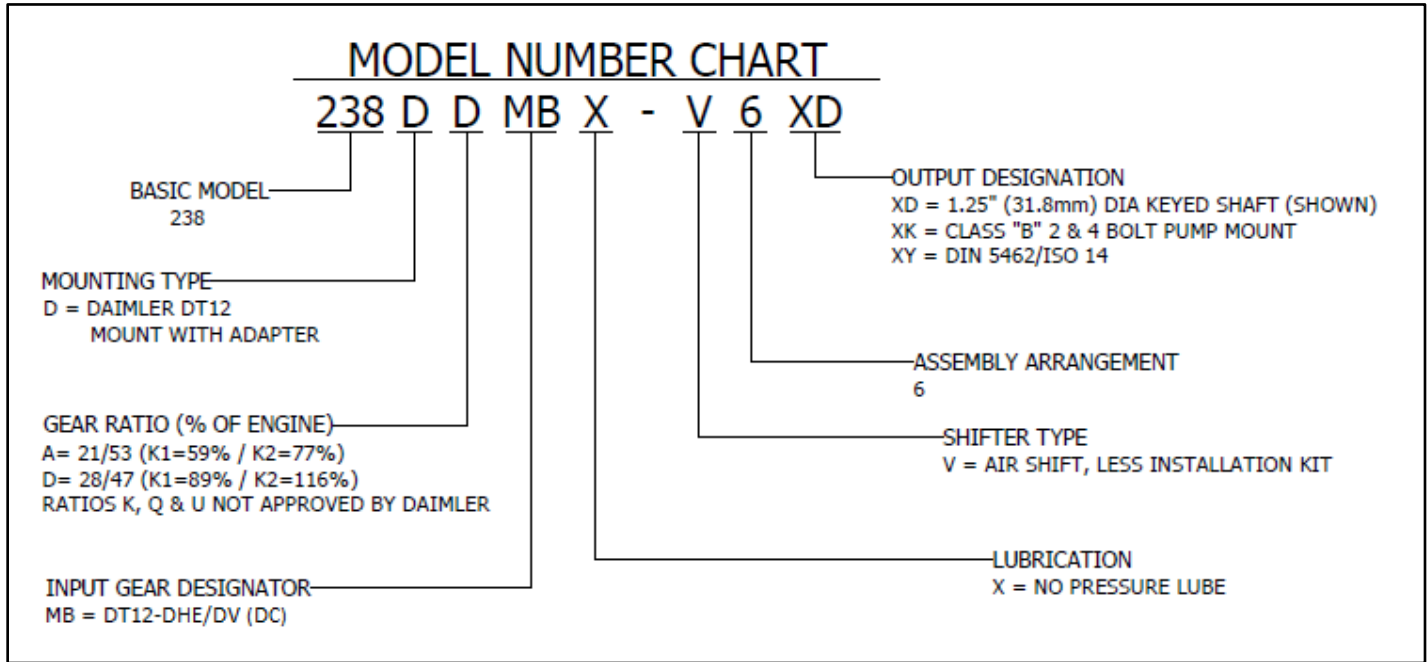 MODEL NUMBER CHART
238 D D MB X - V 6 XD
BASIC MODEL
238
MOUNTING TYPE
D = DAIMLER DT12
MOUNT WITH ADAPTER
GEAR RATIO (% OF ENGINE)
A= 21/53 (K1=59% / K2=77%)
D= 28/47 (K1=89% / K2=116%)
RATIOS K, Q & U NOT APPROVED BY DAIMLER
INPUT GEAR DESIGNATOR
MB = DT12-DHE/DV (DC)
OUTPUT DESIGNATION
XD = 1.25" (31.8mm) DIA KEYED SHAFT (SHOWN)
XK = CLASS "B" 2 & 4 BOLT PUMP MOUNT
XY = DIN 5462/ISO 14
ASSEMBLY ARRANGEMENT
6
SHIFTER TYPE
V = AIR SHIFT, LESS INSTALLATION KIT
LUBRICATION
X = NO PRESSURE LUBE